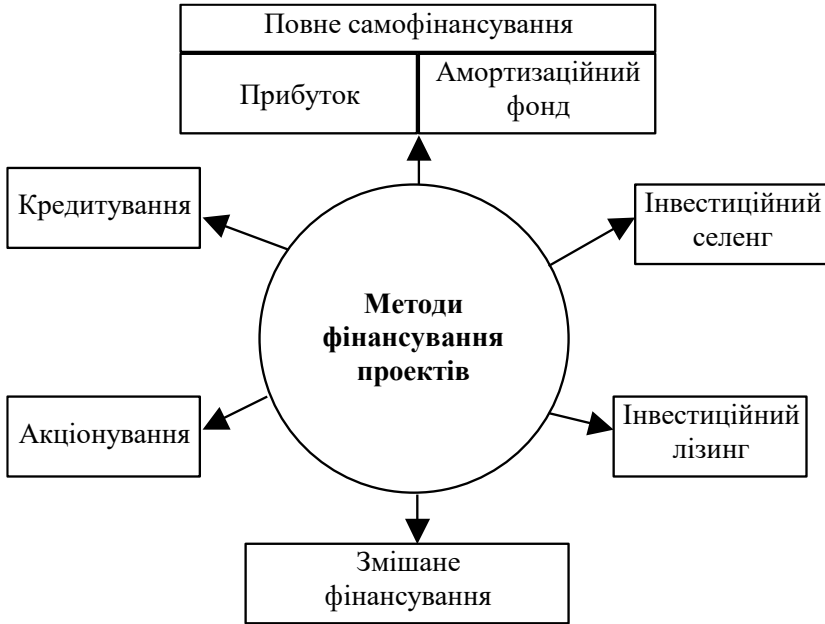 Повне самофінансування
Прибуток
Амортизаційний
фонд
Кредитування
Інвестиційний
селенг
Методи
фінансування
проектів
Акціонування
Інвестиційний
лізинг
Змішане
фінансування